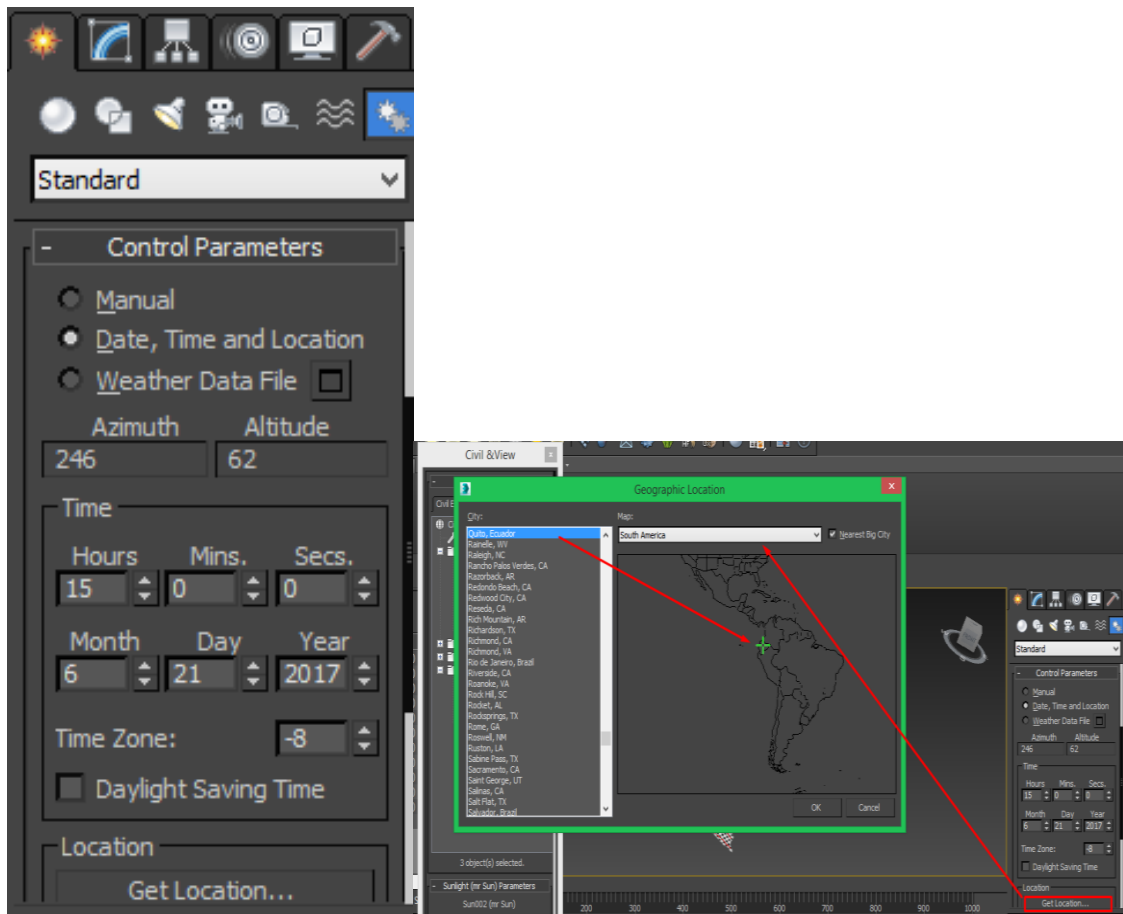 Standard
- Control Parameters
Manual
Date, Time and Location
Weather Data File
Azimuth Altitude
246 62
Time
Hours Mins. Secs.
15 0 0
Month Day Year
6 21 2017
Time Zone: -8
Daylight Saving Time
Location
Get Location...
Civil &View x
Civil E
Geographic Location x
City:
Quito, Ecuador
Rainelle, WV
Raleigh, NC
Rancho Palos Verdes, CA
Razorback, AR
Redondo Beach, CA
Redwood City, CA
Reseda, CA
Rich Mountain, AR
Richardson, TX
Richmond, CA
Richmond, VA
Rio de Janeiro, Brazil
Riverside, CA
Roanoke, VA
Rock Hill, SC
Rocket, AL
Rocksprings, TX
Rome, GA
Roswell, NM
Ruston, LA
Sabine Pass, TX
Sacramento, CA
Saint George, UT
Salinas, CA
Salt Flat, TX
Salvador, Brazil
Map:
South America
Nearest Big City
OK Cancel
3 object(s) selected.
- Sunlight (mr Sun) Parameters
Sun002 (mr Sun)
200 300 400 500 600 700 800 900 1000
Standard
- Control Parameters
Manual
Date, Time and Location
Weather Data File
Azimuth Altitude
246 62
Time
Hours Mins. Secs.
15 0 0
Month Day Year
6 21 2017
Time Zone: -8
Daylight Saving Time
Location
Get Location...